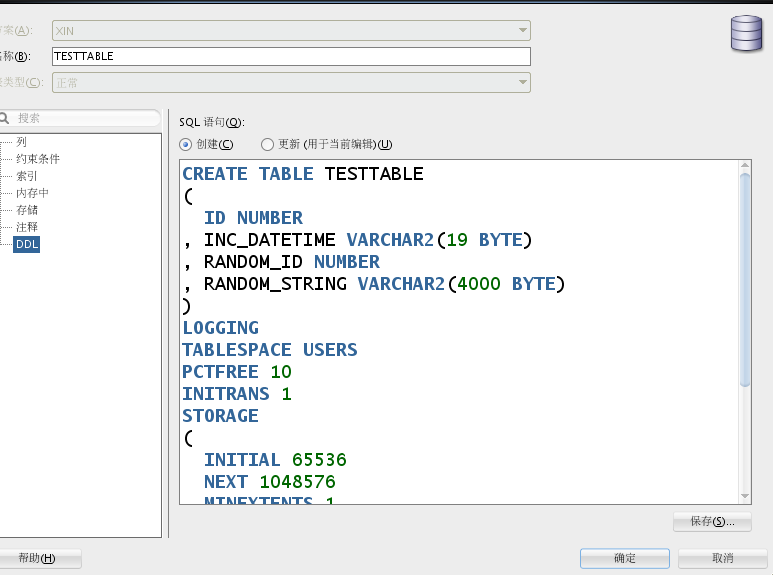 案(A):
XIN
名称(B):
TESTTABLE
类型(C):
正常
搜索
列
约束条件
索引
内存中
存储
注释
DDL
SQL 语句(Q):
创建(C) 更新 (用于当前编辑)(U)
CREATE TABLE TESTTABLE
(
ID NUMBER
, INC_DATETIME VARCHAR2(19 BYTE)
, RANDOM_ID NUMBER
, RANDOM_STRING VARCHAR2(4000 BYTE)
)
LOGGING
TABLESPACE USERS
PCTFREE 10
INITRANS 1
STORAGE
(
INITIAL 65536
NEXT 1048576
MINEXTENTS 1
保存(S)...
帮助(H) 确定 取消